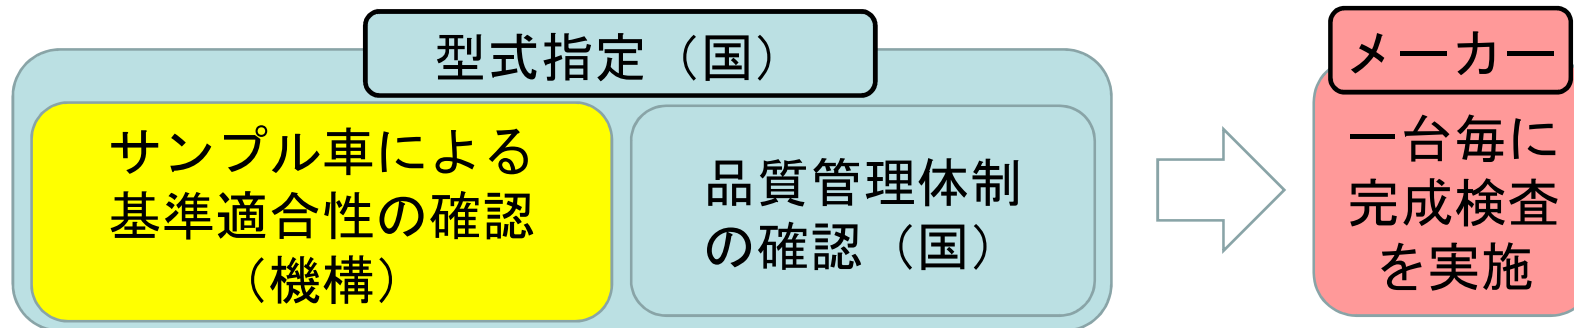 型式指定（国）
サンプル車による
基準適合性の確認
（機構）
品質管理体制
の確認（国）
メーカー
一台毎に
完成検査
を実施